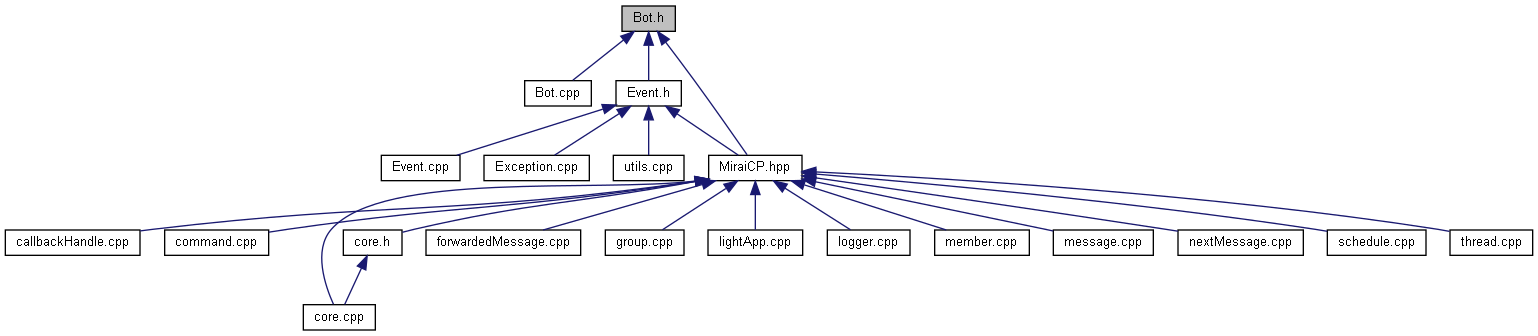 Bot.h
Bot.cpp
Event.h
Event.cpp
Exception.cpp
utils.cpp
MiraiCP.hpp
callbackHandle.cpp
command.cpp
core.h
forwardedMessage.cpp
group.cpp
lightApp.cpp
logger.cpp
member.cpp
message.cpp
nextMessage.cpp
schedule.cpp
thread.cpp
core.cpp